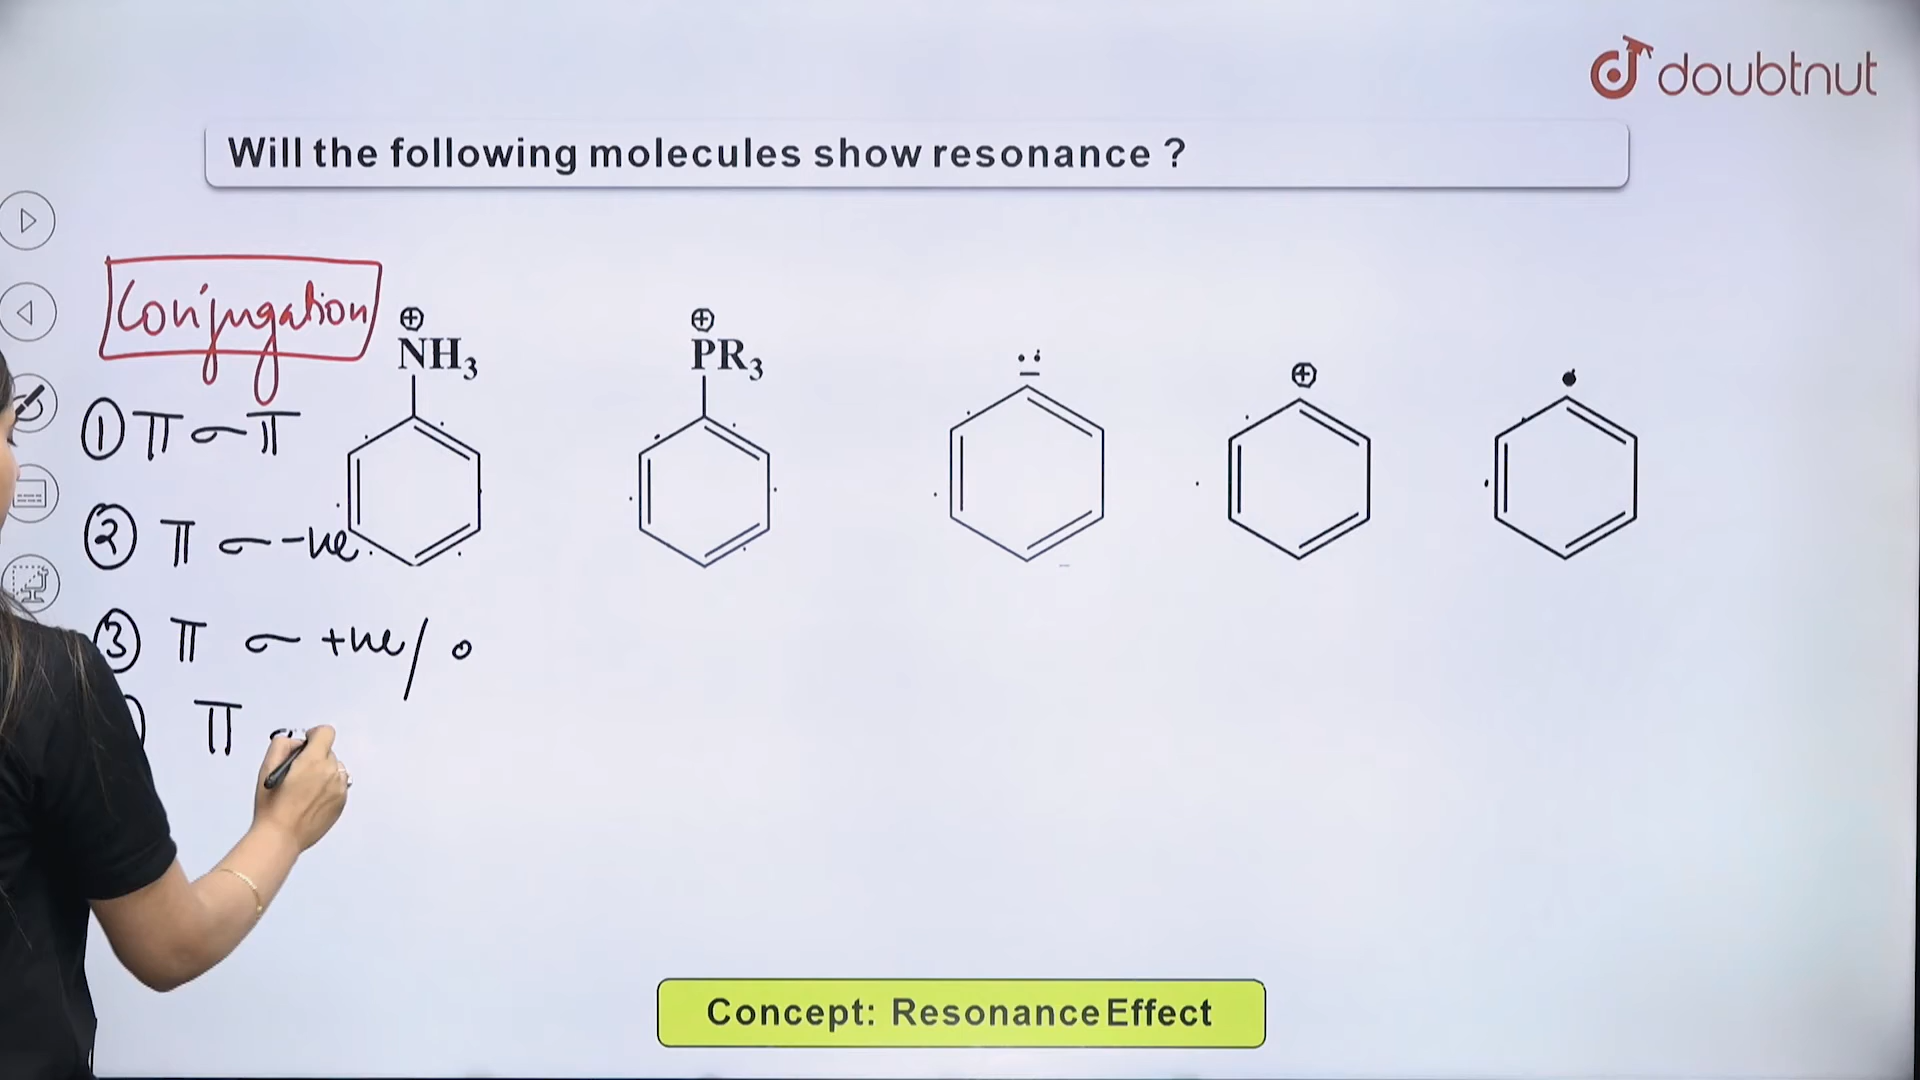 doubtnut
Will the following molecules show resonance ?
Conjugation
⊕
NH₃
⊕
PR₃
⊕
① π σ π
② π σ -ve
③ π σ +ve/ o
π
Concept: Resonance Effect